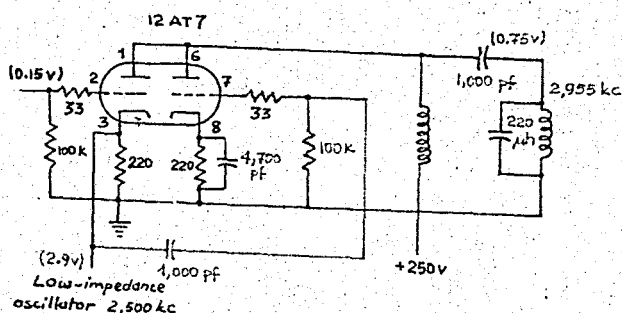 12 AT7
1
6
(0.75v)
1,000 pf
2,955 kc
(0.15v)
2
7
33
33
3
8
220
μh
100k
220
220
4,700
pf
100k
(2.9v)
1,000 pf
+250v
Low-impedance
oscillator 2,500 kc